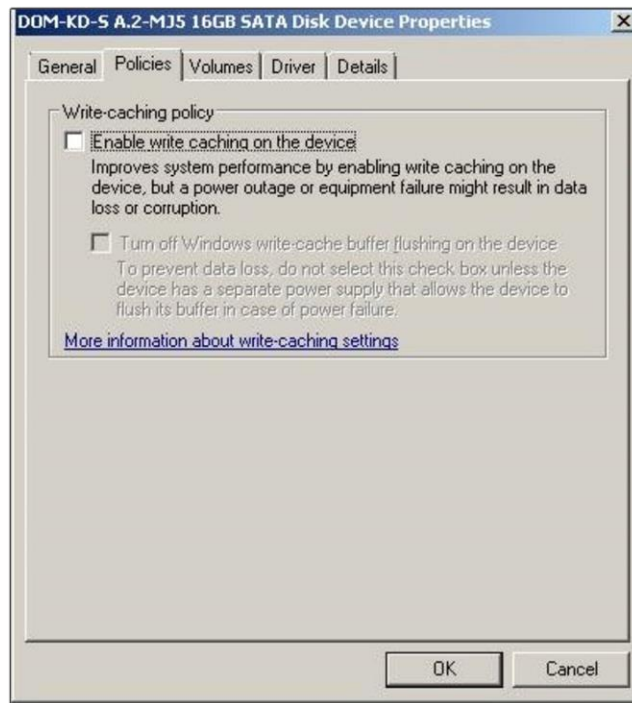 DOM-KD-S A.2-MJ5 16GB SATA Disk Device Properties
General Policies Volumes Driver Details
Write-caching policy
Enable write caching on the device
Improves system performance by enabling write caching on the
device, but a power outage or equipment failure might result in data
loss or corruption.
Turn off Windows write-cache buffer flushing on the device
To prevent data loss, do not select this check box unless the
device has a separate power supply that allows the device to
flush its buffer in case of power failure.
More information about write-caching settings
OK Cancel